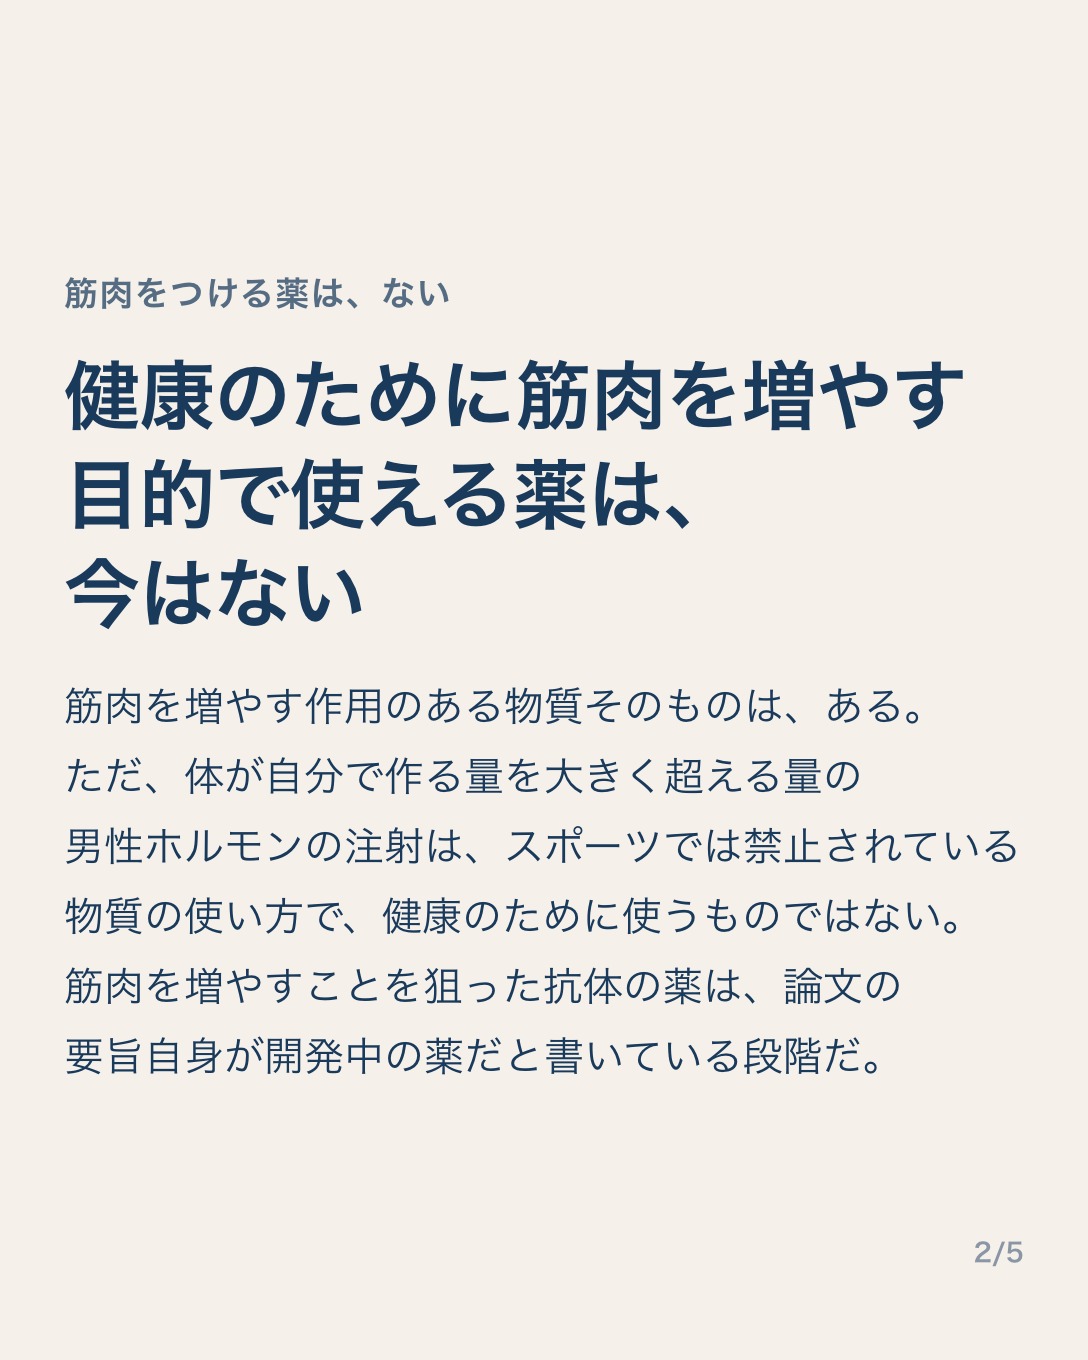 筋肉をつける薬は、ない
健康のために筋肉を増やす
目的で使える薬は、
今はない
筋肉を増やす作用のある物質そのものは、ある。
ただ、体が自分で作る量を大きく超える量の
男性ホルモンの注射は、スポーツでは禁止されている
物質の使い方で、健康のために使うものではない。
筋肉を増やすことを狙った抗体の薬は、論文の
要旨自身が開発中の薬だと書いている段階だ。
2/5